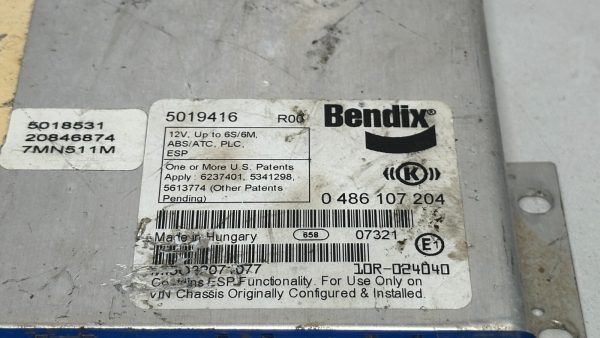 5018531
20846874
7MN511M
5019416 R00
Bendix®
12V, Up to 6S/6M,
ABS/ATC, PLC,
ESP
One or More U.S. Patents
Apply : 6237401, 5341298,
5613774 (Other Patents
Pending)
K
0 486 107 204
Made in Hungary 658 07321 E1
10R-024040
Contains ESP Functionality. For Use Only on
VIN Chassis Originally Configured & Installed.